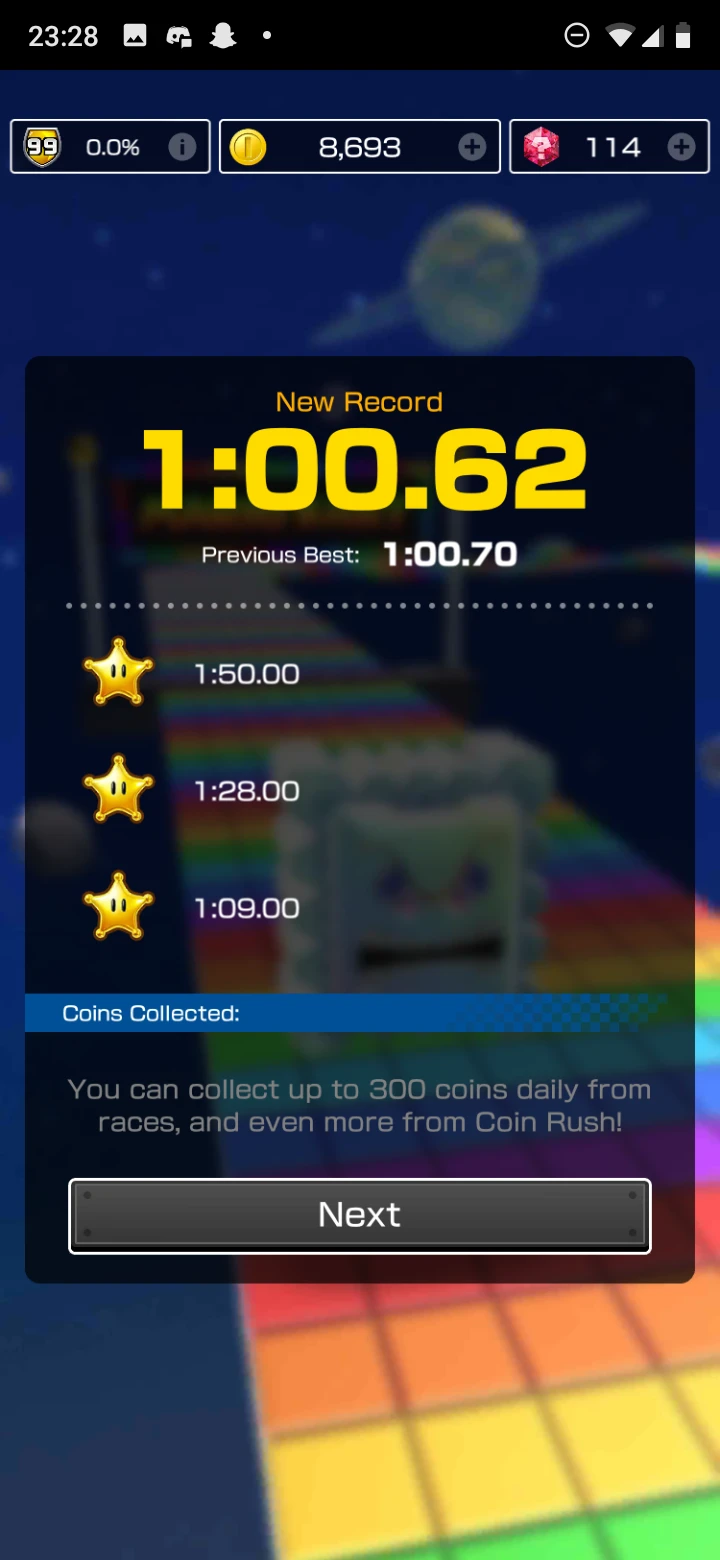 23:28
99 0.0% i 8,693 + ? 114 +
New Record
1:00.62
Previous Best: 1:00.70
1:50.00
1:28.00
1:09.00
Coins Collected:
You can collect up to 300 coins daily from
races, and even more from Coin Rush!
Next